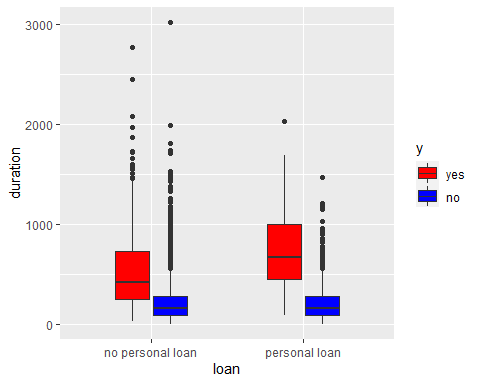 3000
2000
1000
0
duration
no personal loan
personal loan
loan
y
yes
no